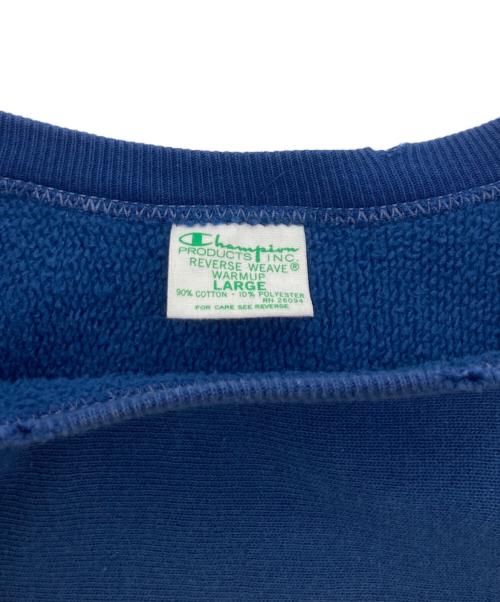 Champion
PRODUCTS INC.
REVERSE WEAVE®
WARMUP
LARGE
90% COTTON - 10% POLYESTER
RN 26094
FOR CARE SEE REVERSE